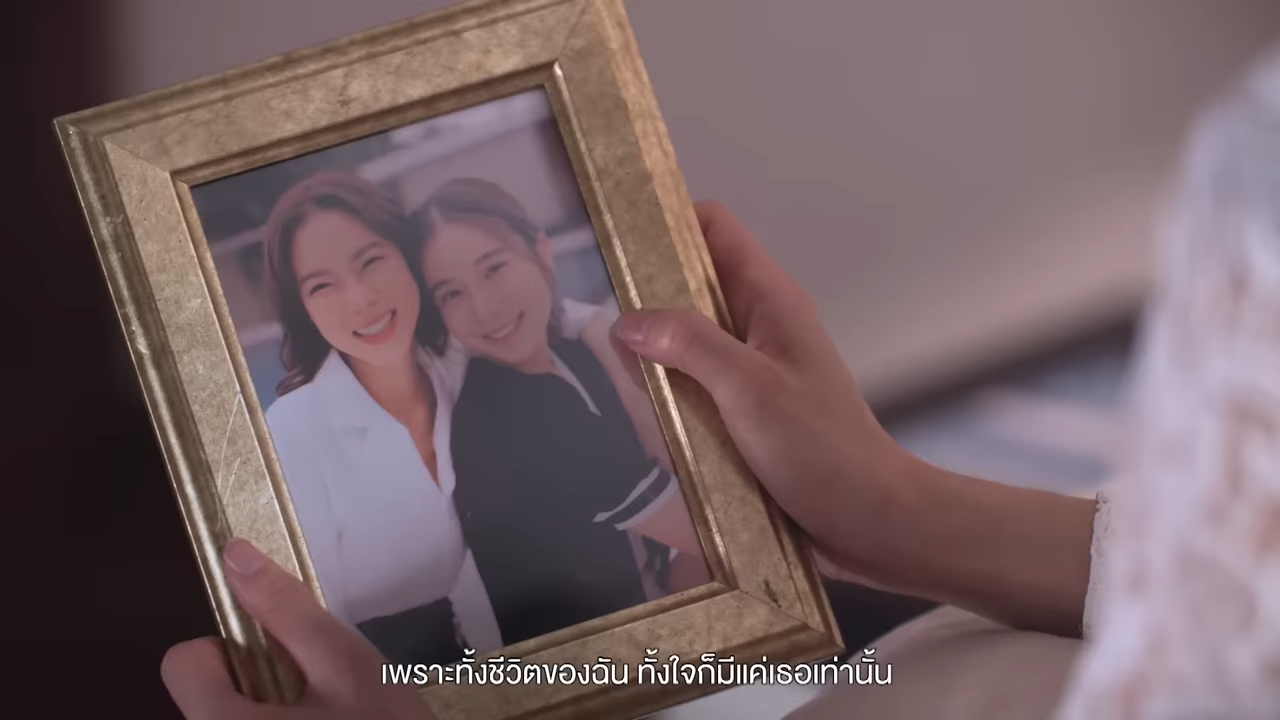 เพราะทั้งชีวิตของฉัน ทั้งใจก็มีแค่เธอเท่านั้น